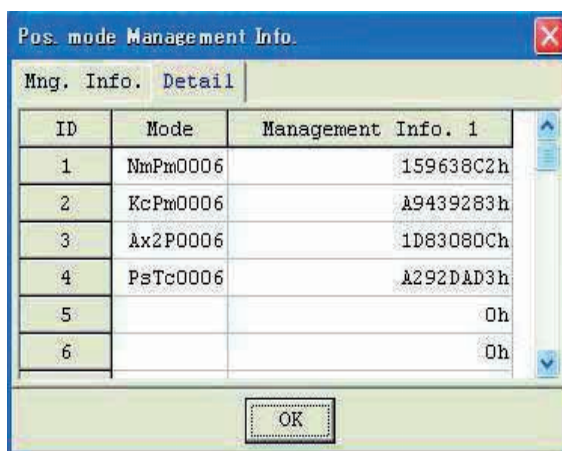 Pos. mode Management Info.
Mng. Info. Detail
ID Mode Management Info. 1
1 NmPm0006 159638C2h
2 KcPm0006 A9439283h
3 Ax2P0006 1D83080Ch
4 PsTc0006 A292DAD3h
5 0h
6 0h
OK